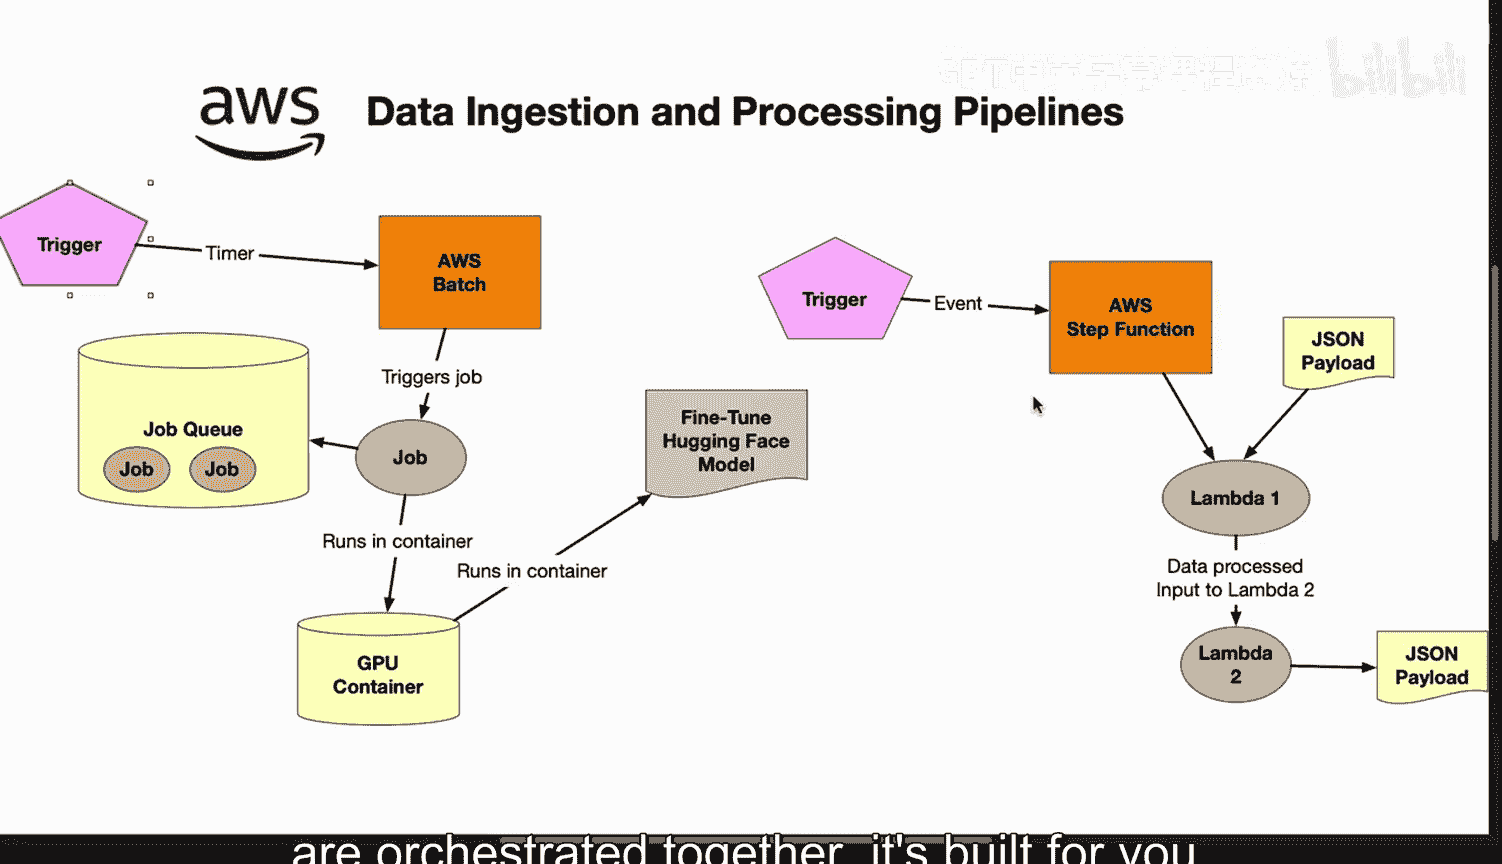 aws
Data Ingestion and Processing Pipelines
bilibili
Trigger
Timer
AWS
Batch
Triggers job
Job Queue
Job
Job
Job
Runs in container
GPU
Container
Runs in container
Fine-Tune
Hugging Face
Model
Trigger
Event
AWS
Step Function
JSON
Payload
Lambda 1
Data processed
Input to Lambda 2
Lambda
2
JSON
Payload
are orchestrated together, it's built for you